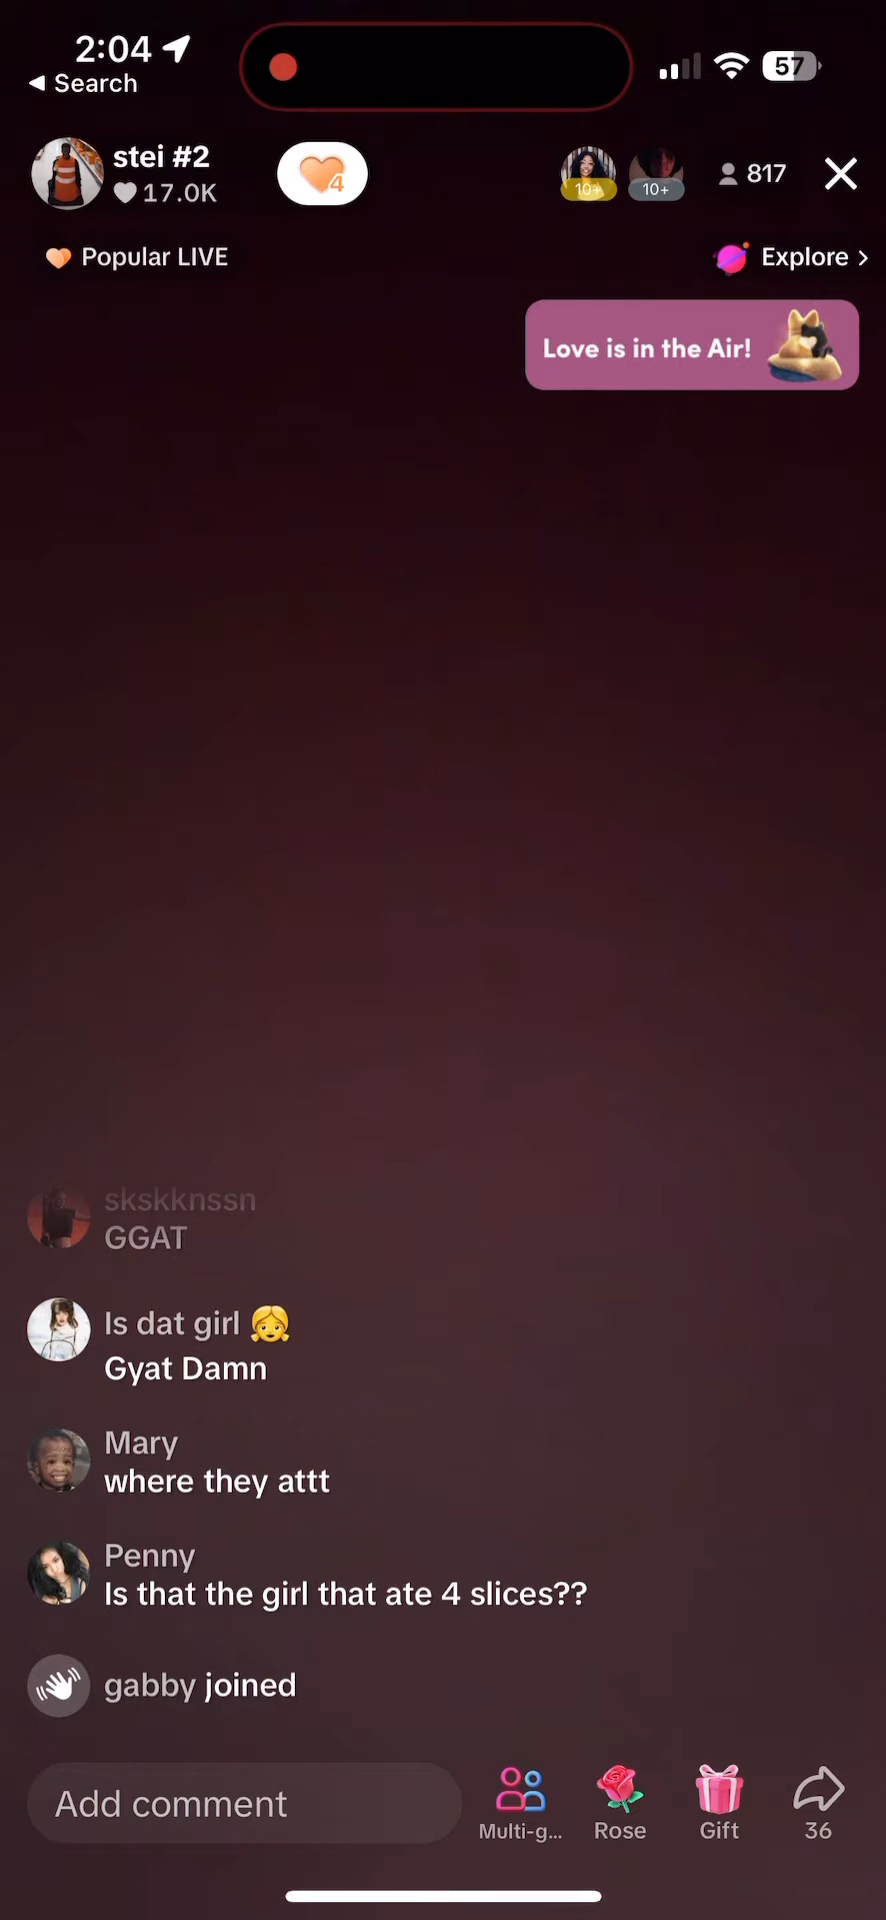 2:04
57
◀ Search
stei #2
17.0K
4
10+
10+
817
Popular LIVE
Explore >
Love is in the Air!
skskknssn
GGAT
Is dat girl 👧
Gyat Damn
Mary
where they attt
Penny
Is that the girl that ate 4 slices??
gabby joined
Add comment
Multi-g...
Rose
Gift
36